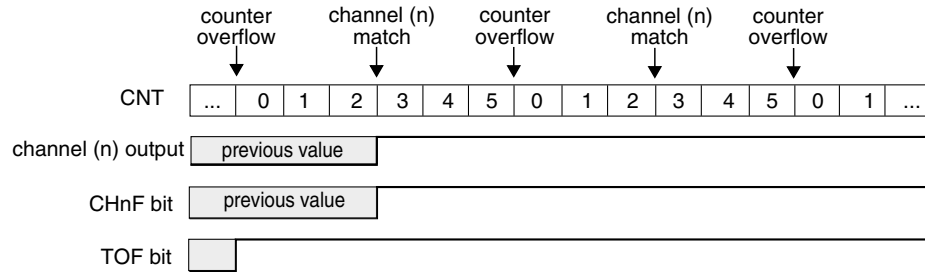 counter overflow
channel (n) match
counter overflow
channel (n) match
counter overflow
CNT ... 0 1 2 3 4 5 0 1 2 3 4 5 0 1 ...
channel (n) output previous value
CHnF bit previous value
TOF bit